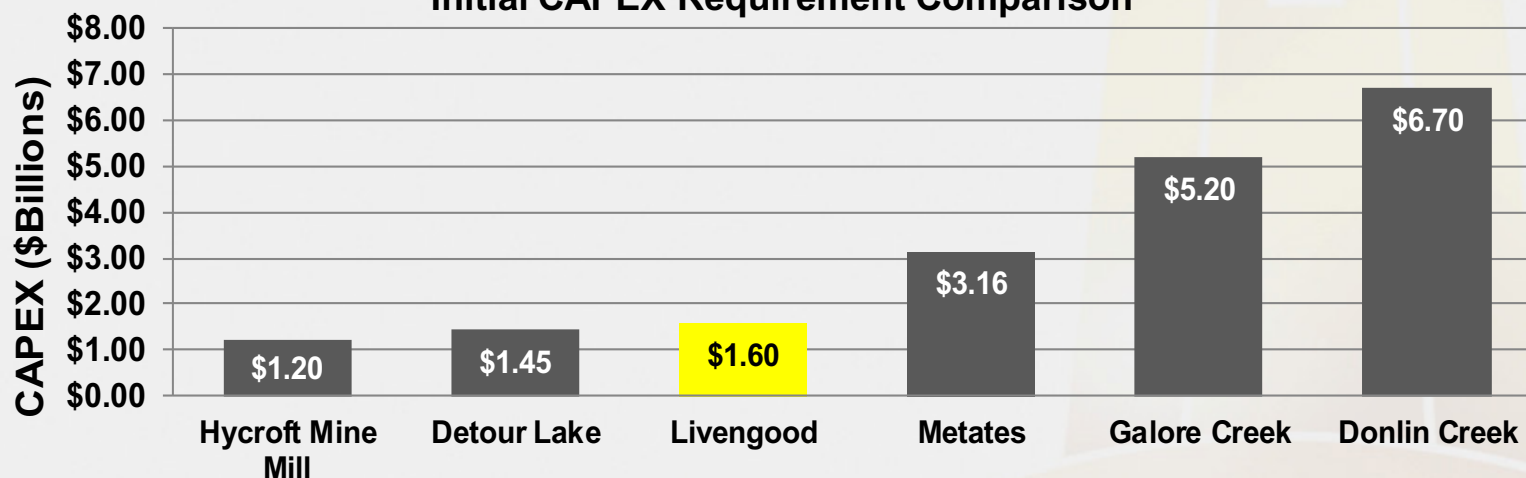 Initial CAPEX Requirement Comparison
CAPEX ($Billions)
$8.00
$7.00
$6.00
$5.00
$4.00
$3.00
$2.00
$1.00
$0.00
$1.20
$1.45
$1.60
$3.16
$5.20
$6.70
Hycroft Mine
Mill
Detour Lake
Livengood
Metates
Galore Creek
Donlin Creek